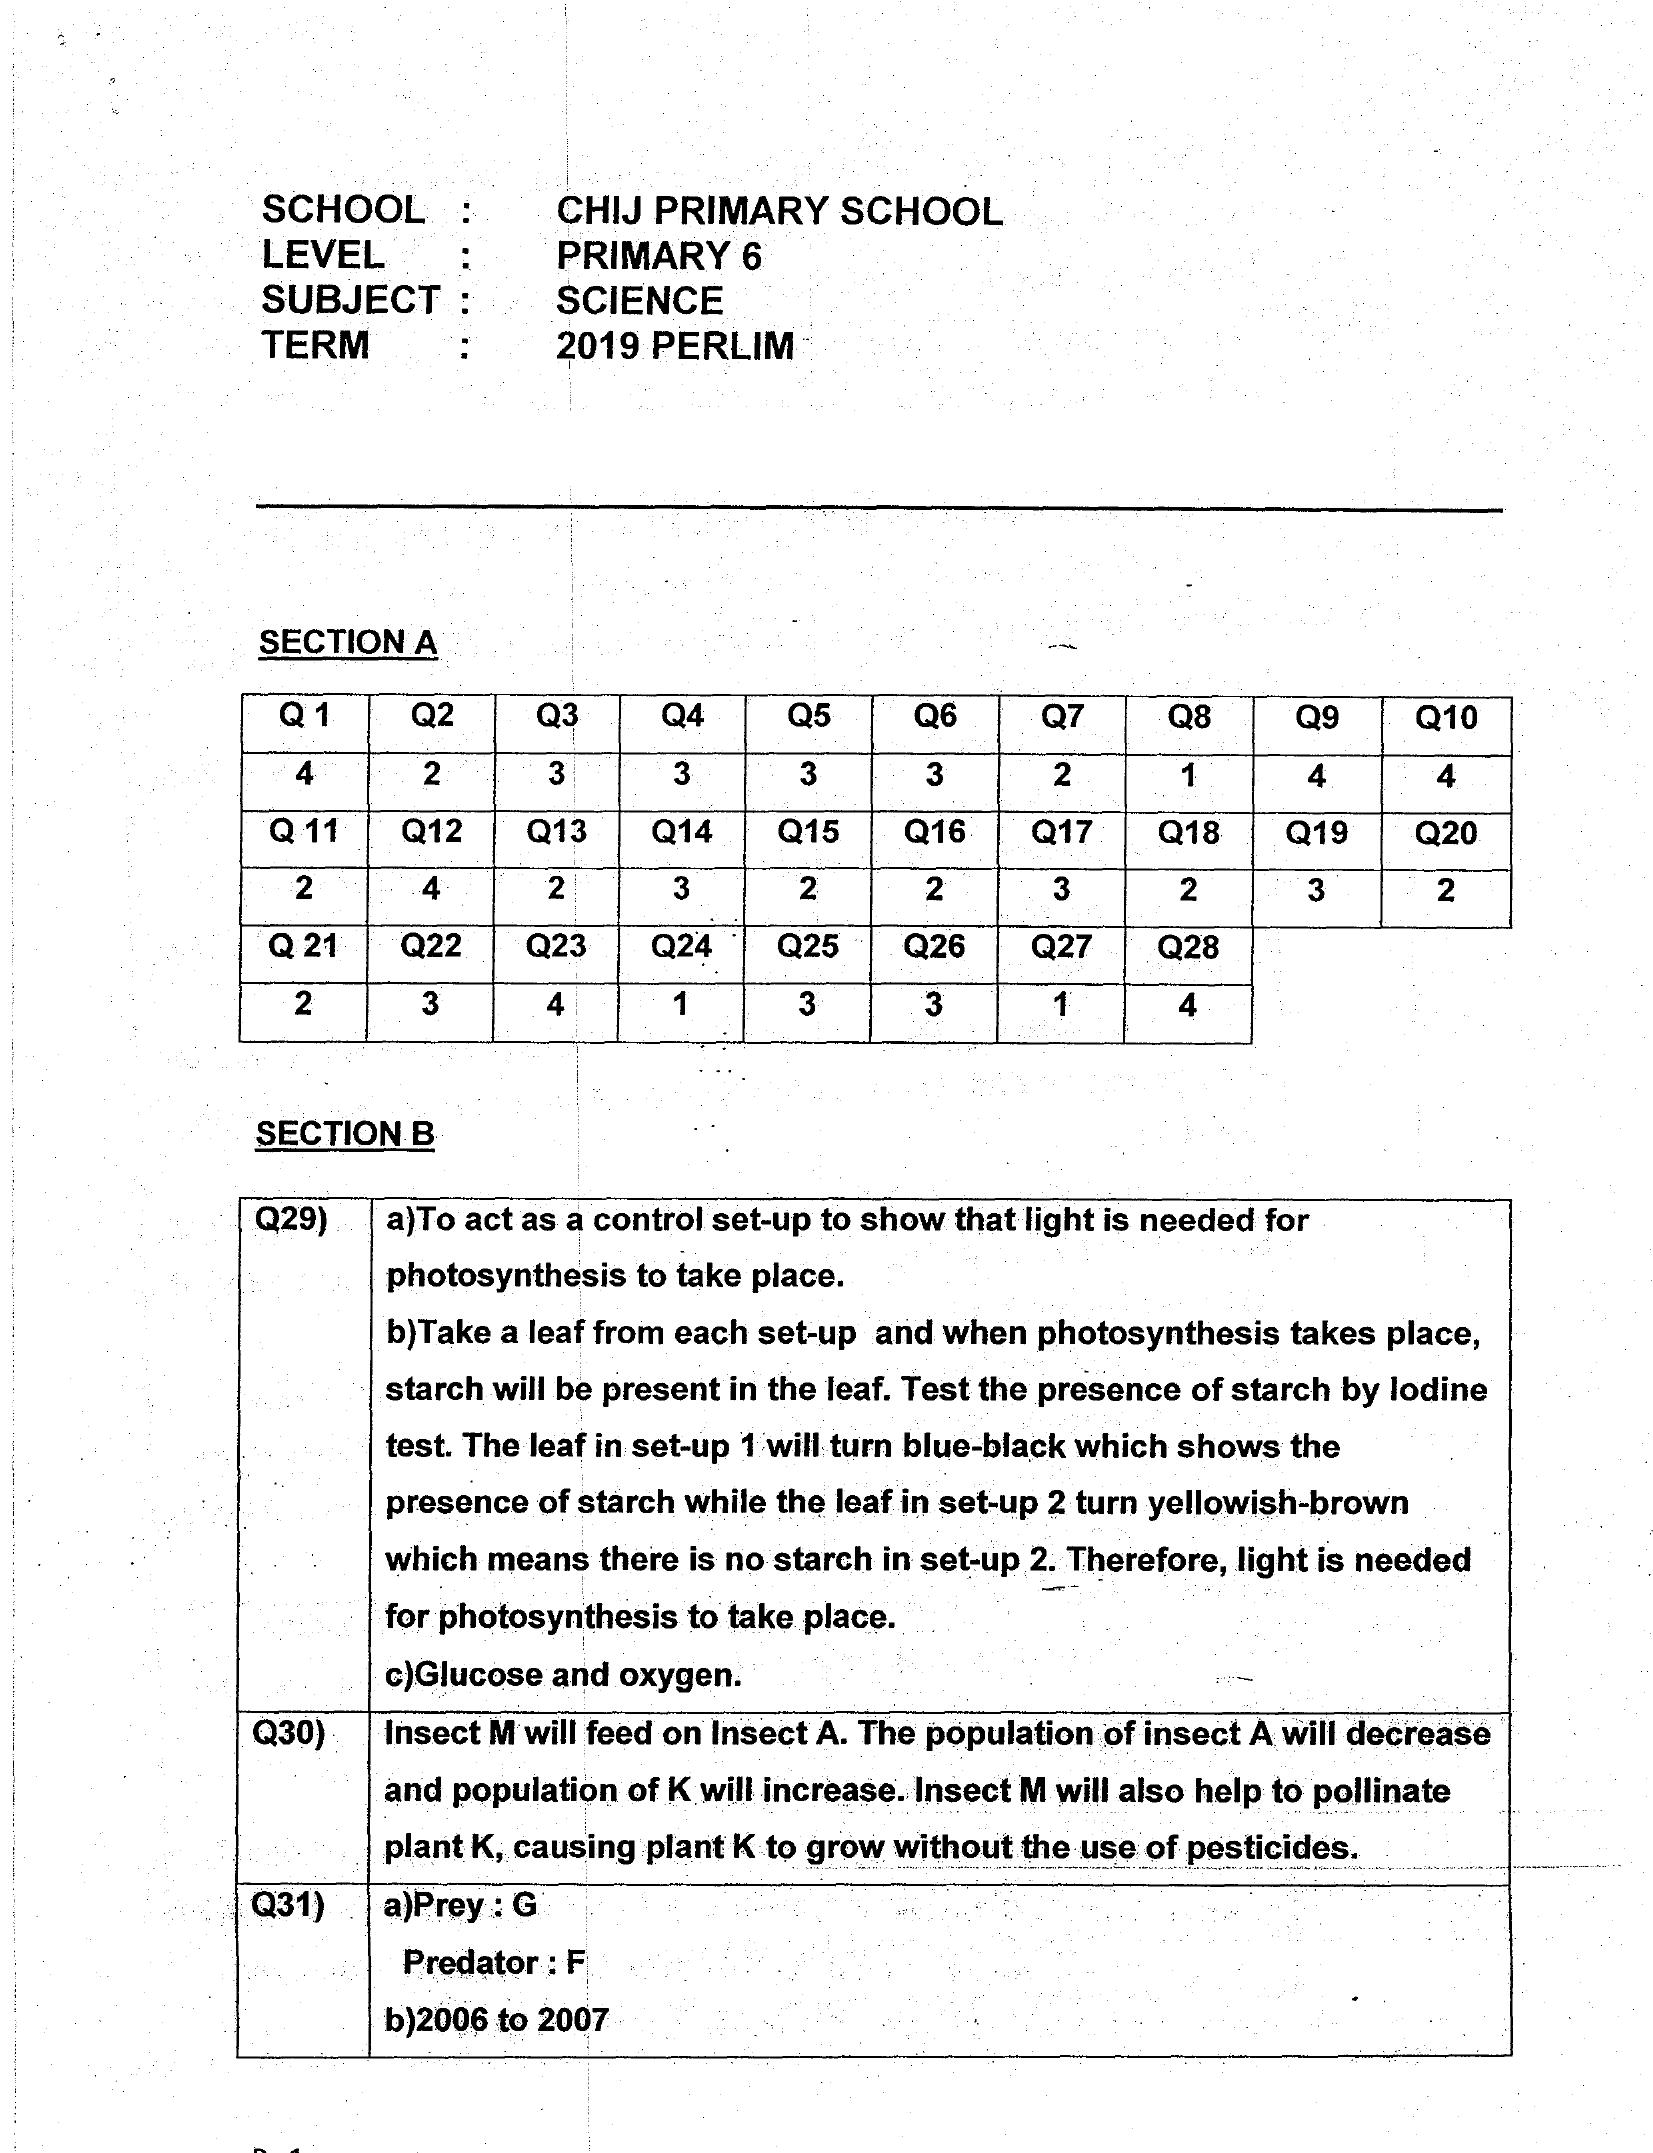 SCHOOL : CHIJ PRIMARY SCHOOL
LEVEL : PRIMARY 6
SUBJECT : SCIENCE
TERM : 2019 PERLIM
SECTION A
Q 1 Q2 Q3 Q4 Q5 Q6 Q7 Q8 Q9 Q10
4 2 3 3 3 3 2 1 4 4
Q 11 Q12 Q13 Q14 Q15 Q16 Q17 Q18 Q19 Q20
2 4 2 3 2 2 3 2 3 2
Q 21 Q22 Q23 Q24 Q25 Q26 Q27 Q28
2 3 4 1 3 3 1 4
SECTION B
Q29) a)To act as a control set-up to show that light is needed for
photosynthesis to take place.
b)Take a leaf from each set-up and when photosynthesis takes place,
starch will be present in the leaf. Test the presence of starch by Iodine
test. The leaf in set-up 1 will turn blue-black which shows the
presence of starch while the leaf in set-up 2 turn yellowish-brown
which means there is no starch in set-up 2. Therefore, light is needed
for photosynthesis to take place.
c)Glucose and oxygen.
Q30) Insect M will feed on Insect A. The population of insect A will decrease
and population of K will increase. Insect M will also help to pollinate
plant K, causing plant K to grow without the use of pesticides.
Q31) a)Prey : G
Predator : F
b)2006 to 2007